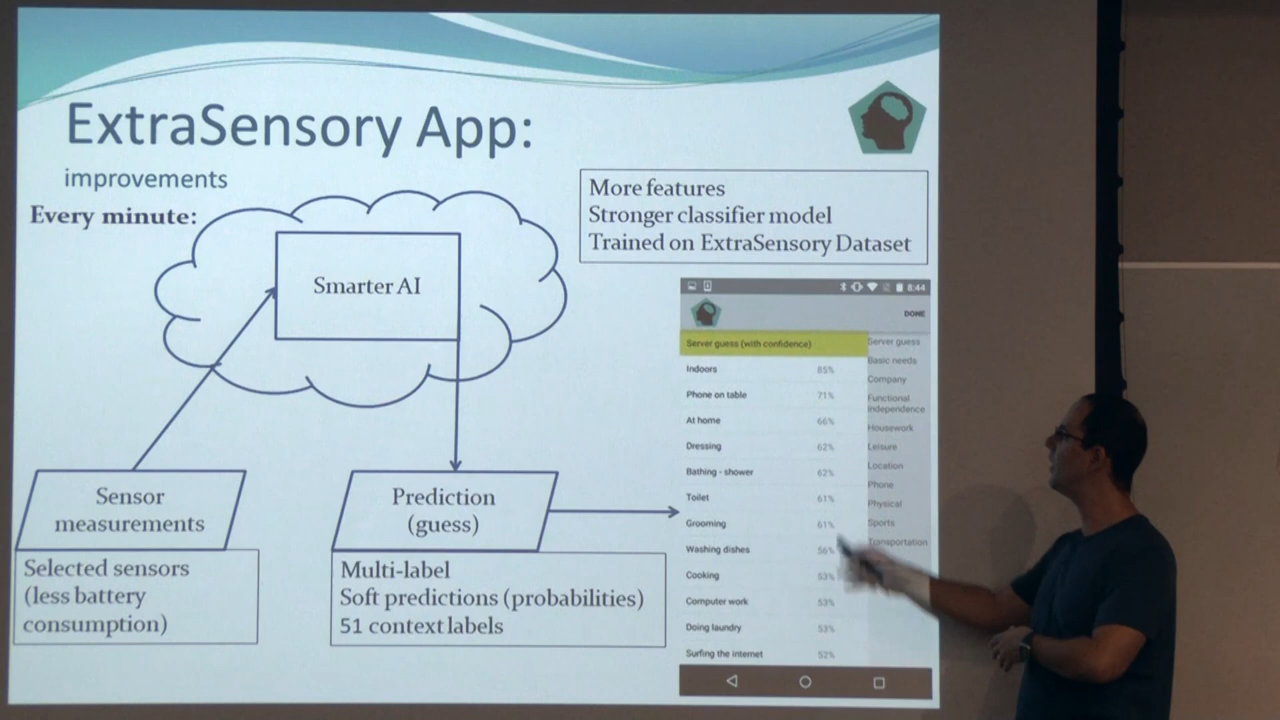 ExtraSensory App:
improvements
Every minute:
More features
Stronger classifier model
Trained on ExtraSensory Dataset
Smarter AI
Sensor
measurements
Selected sensors
(less battery
consumption)
Prediction
(guess)
Multi-label
Soft predictions (probabilities)
51 context labels
8:44
DONE
Server guess (with confidence)
Indoors 85%
Phone on table 71%
At home 66%
Dressing 62%
Bathing - shower 62%
Toilet 61%
Grooming 61%
Washing dishes 56%
Cooking 53%
Computer work 53%
Doing laundry 53%
Surfing the internet 52%
Server guess
Basic needs
Company
Functional
Independence
Housework
Leisure
Location
Phone
Physical
Sports
Transportation